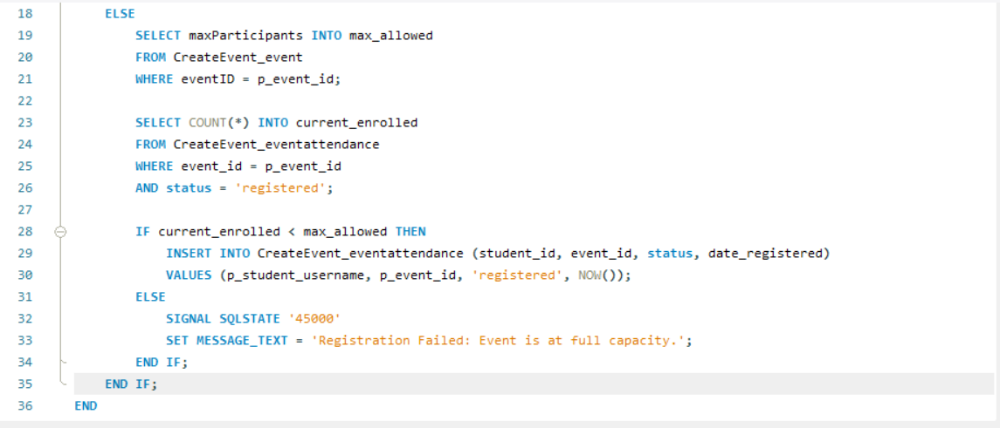 18 ELSE
19 SELECT maxParticipants INTO max_allowed
20 FROM CreateEvent_event
21 WHERE eventID = p_event_id;
22
23 SELECT COUNT(*) INTO current_enrolled
24 FROM CreateEvent_eventattendance
25 WHERE event_id = p_event_id
26 AND status = 'registered';
27
28 IF current_enrolled < max_allowed THEN
29 INSERT INTO CreateEvent_eventattendance (student_id, event_id, status, date_registered)
30 VALUES (p_student_username, p_event_id, 'registered', NOW());
31 ELSE
32 SIGNAL SQLSTATE '45000'
33 SET MESSAGE_TEXT = 'Registration Failed: Event is at full capacity.';
34 END IF;
35 END IF;
36 END